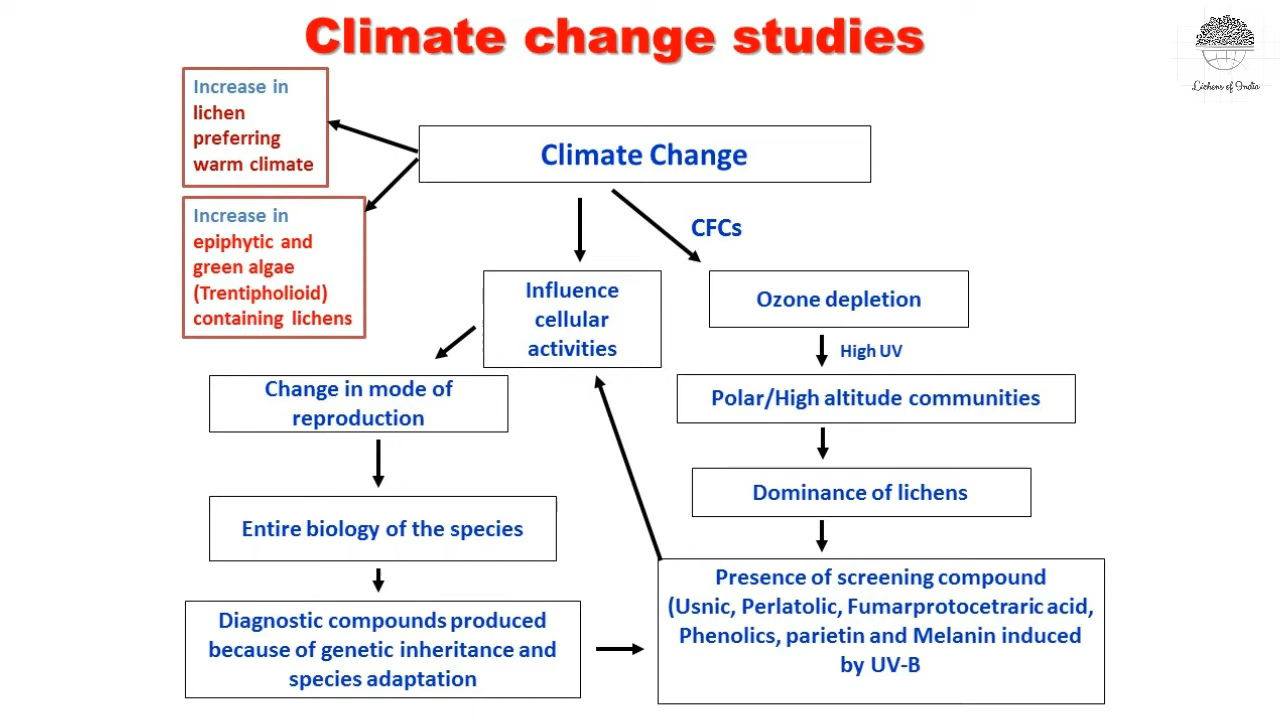 Climate change studies
Lichens of India
Increase in
lichen
preferring
warm climate
Climate Change
Increase in
epiphytic and
green algae
(Trentipholioid)
containing lichens
CFCs
Influence
cellular
activities
Ozone depletion
High UV
Change in mode of
reproduction
Polar/High altitude communities
Dominance of lichens
Entire biology of the species
Diagnostic compounds produced
because of genetic inheritance and
species adaptation
Presence of screening compound
(Usnic, Perlatolic, Fumarprotocetraric acid,
Phenolics, parietin and Melanin induced
by UV-B